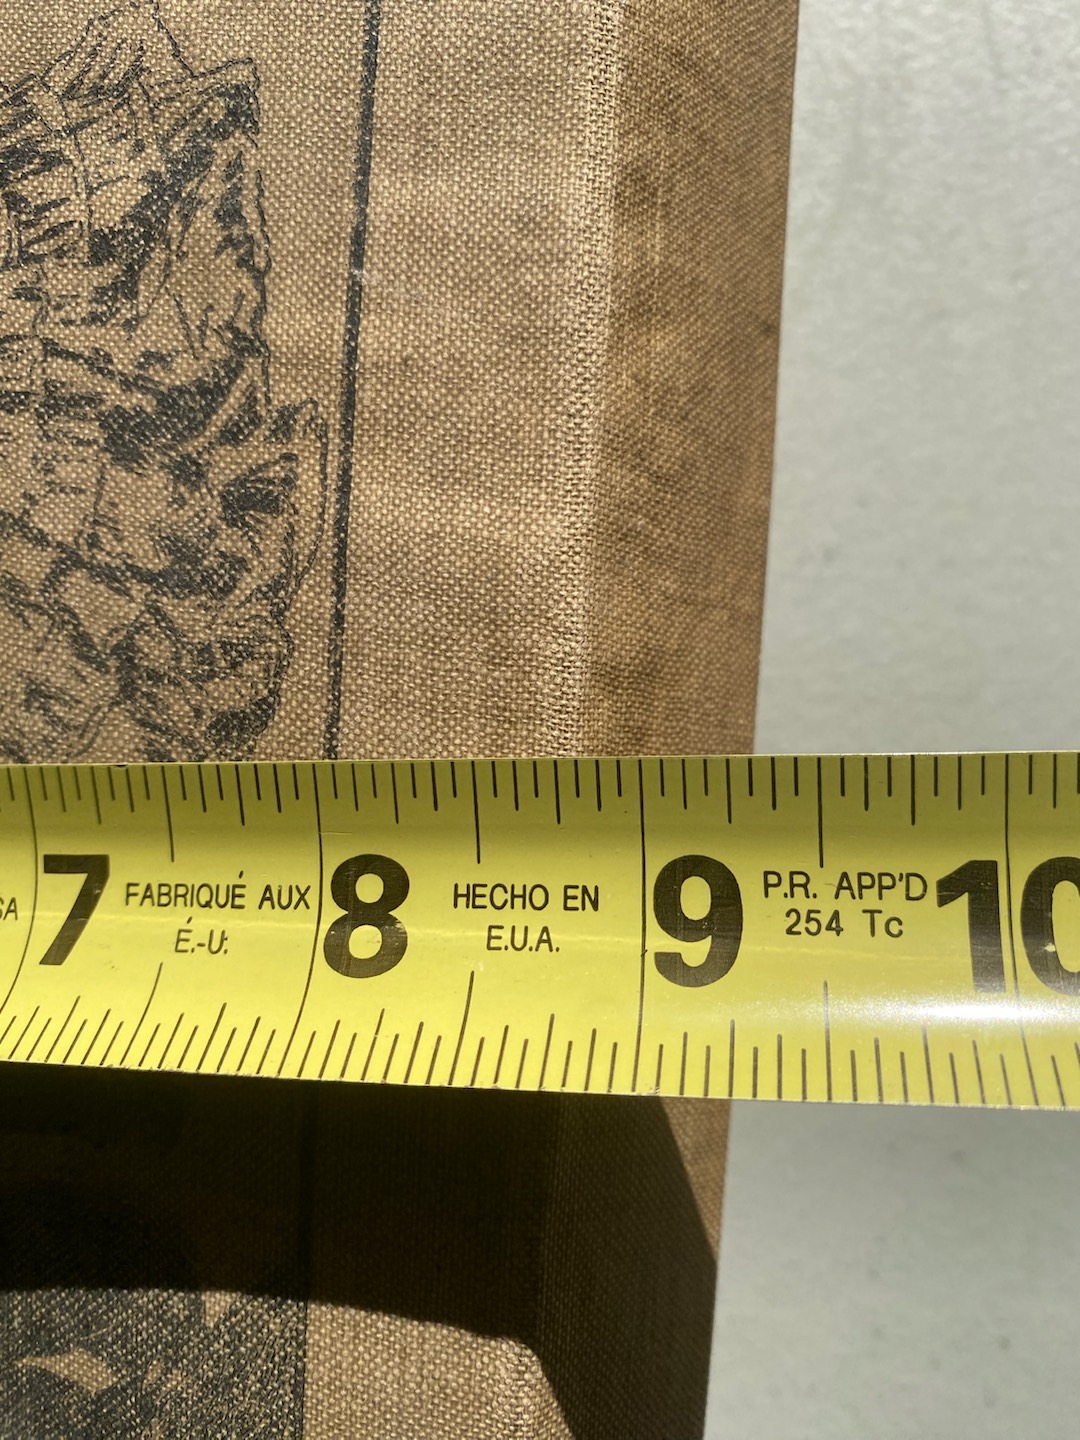 SA 7 FABRIQUÉ AUX 8 HECHO EN 9 P.R. APP'D 10
É.-U. E.U.A. 254 Tc